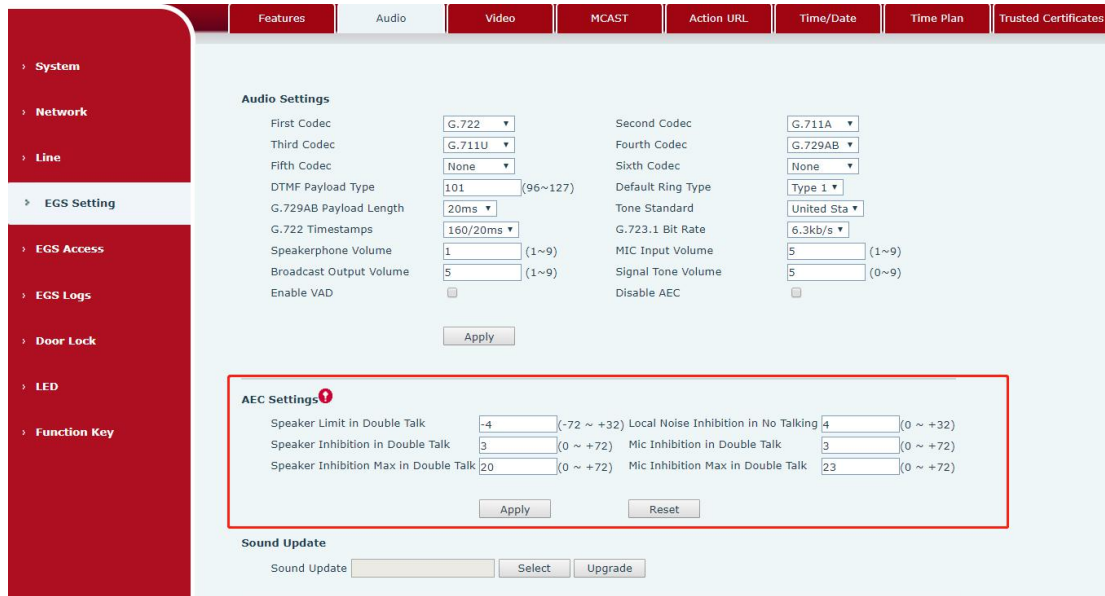 Features Audio Video MCAST Action URL Time/Date Time Plan Trusted Certificates
› System
› Network
› Line
› EGS Setting
› EGS Access
› EGS Logs
› Door Lock
› LED
› Function Key
Audio Settings
First Codec G.722 ▼ Second Codec G.711A ▼
Third Codec G.711U ▼ Fourth Codec G.729AB ▼
Fifth Codec None ▼ Sixth Codec None ▼
DTMF Payload Type 101 (96~127) Default Ring Type Type 1 ▼
G.729AB Payload Length 20ms ▼ Tone Standard United Sta ▼
G.722 Timestamps 160/20ms ▼ G.723.1 Bit Rate 6.3kb/s ▼
Speakerphone Volume 1 (1~9) MIC Input Volume 5 (1~9)
Broadcast Output Volume 5 (1~9) Signal Tone Volume 5 (0~9)
Enable VAD Disable AEC
Apply
AEC Settings
Speaker Limit in Double Talk -4 (-72 ~ +32) Local Noise Inhibition in No Talking 4 (0 ~ +32)
Speaker Inhibition in Double Talk 3 (0 ~ +72) Mic Inhibition in Double Talk 3 (0 ~ +72)
Speaker Inhibition Max in Double Talk 20 (0 ~ +72) Mic Inhibition Max in Double Talk 23 (0 ~ +72)
Apply Reset
Sound Update
Sound Update Select Upgrade